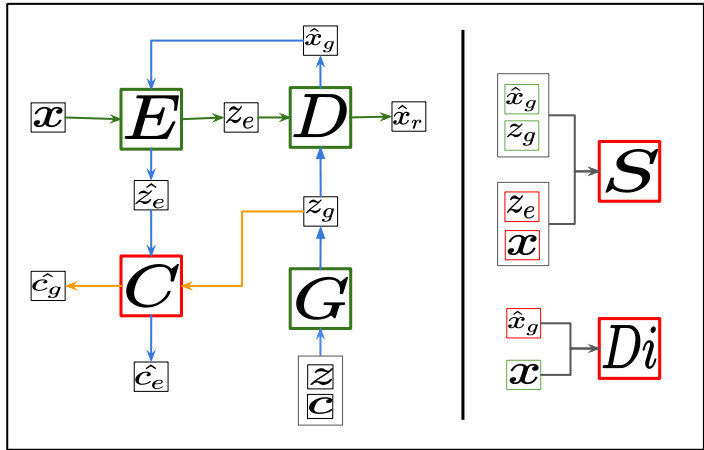 x̂_g
x E z_e D x̂_r
ẑ_e z_g
ĉ_g C G
ĉ_e z
c
x̂_g
z_g
S
z_e
x
x̂_g
Di
x